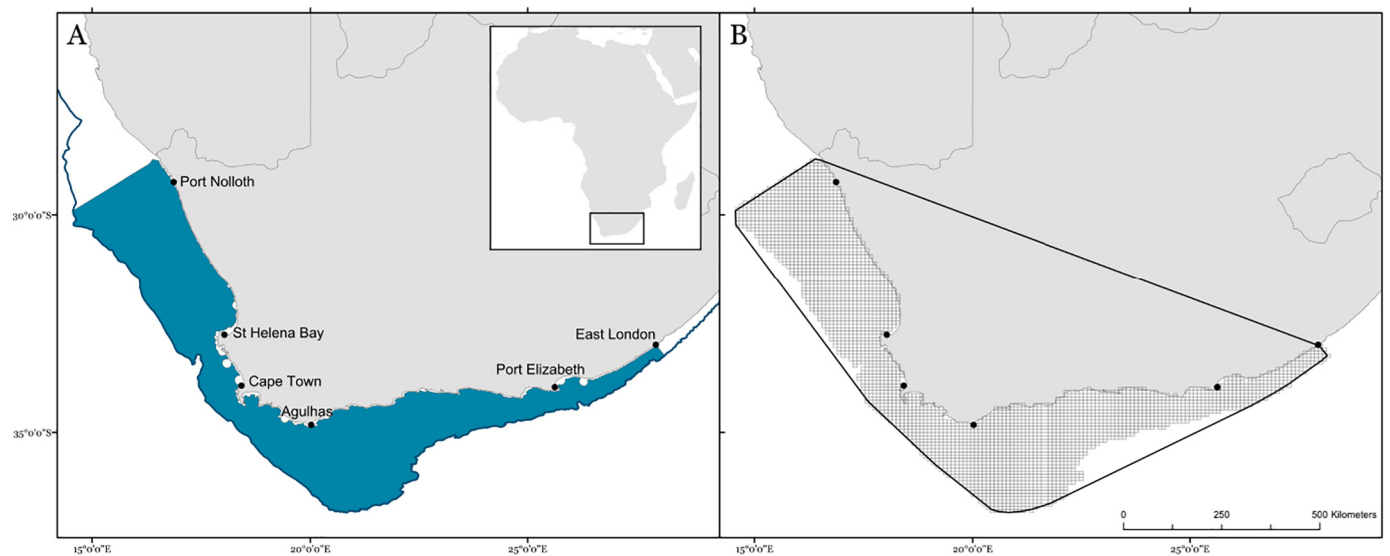 A
B
Port Nolloth
30°0'0"S
St Helena Bay
East London
Port Elizabeth
Cape Town
Agulhas
35°0'0"S
0 250 500 Kilometers
15°0'0"E 20°0'0"E 25°0'0"E 15°0'0"E 20°0'0"E 25°0'0"E